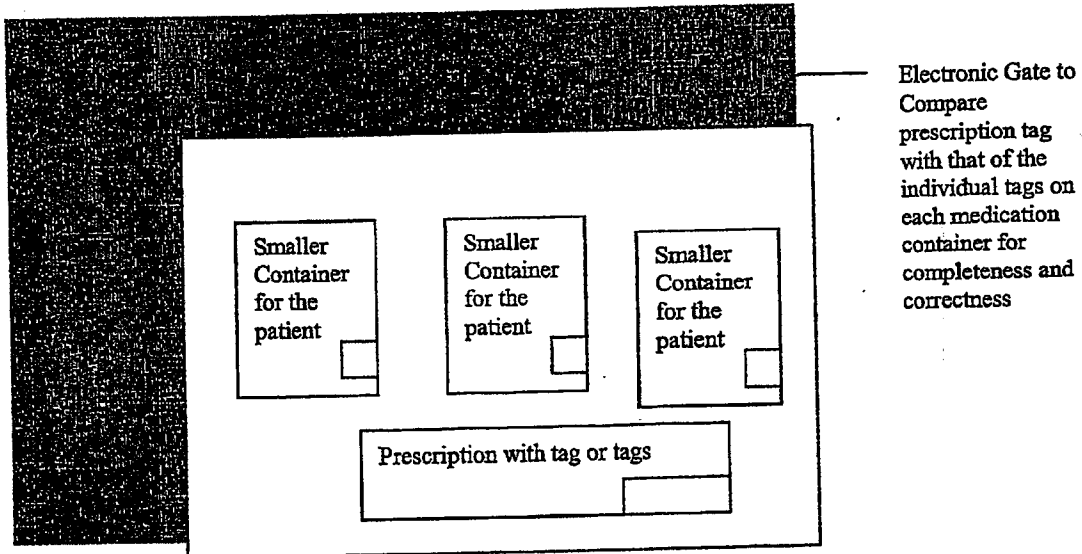 Electronic Gate to
Compare
prescription tag
with that of the
individual tags on
each medication
container for
completeness and
correctness
Smaller
Container
for the
patient
Smaller
Container
for the
patient
Smaller
Container
for the
patient
Prescription with tag or tags